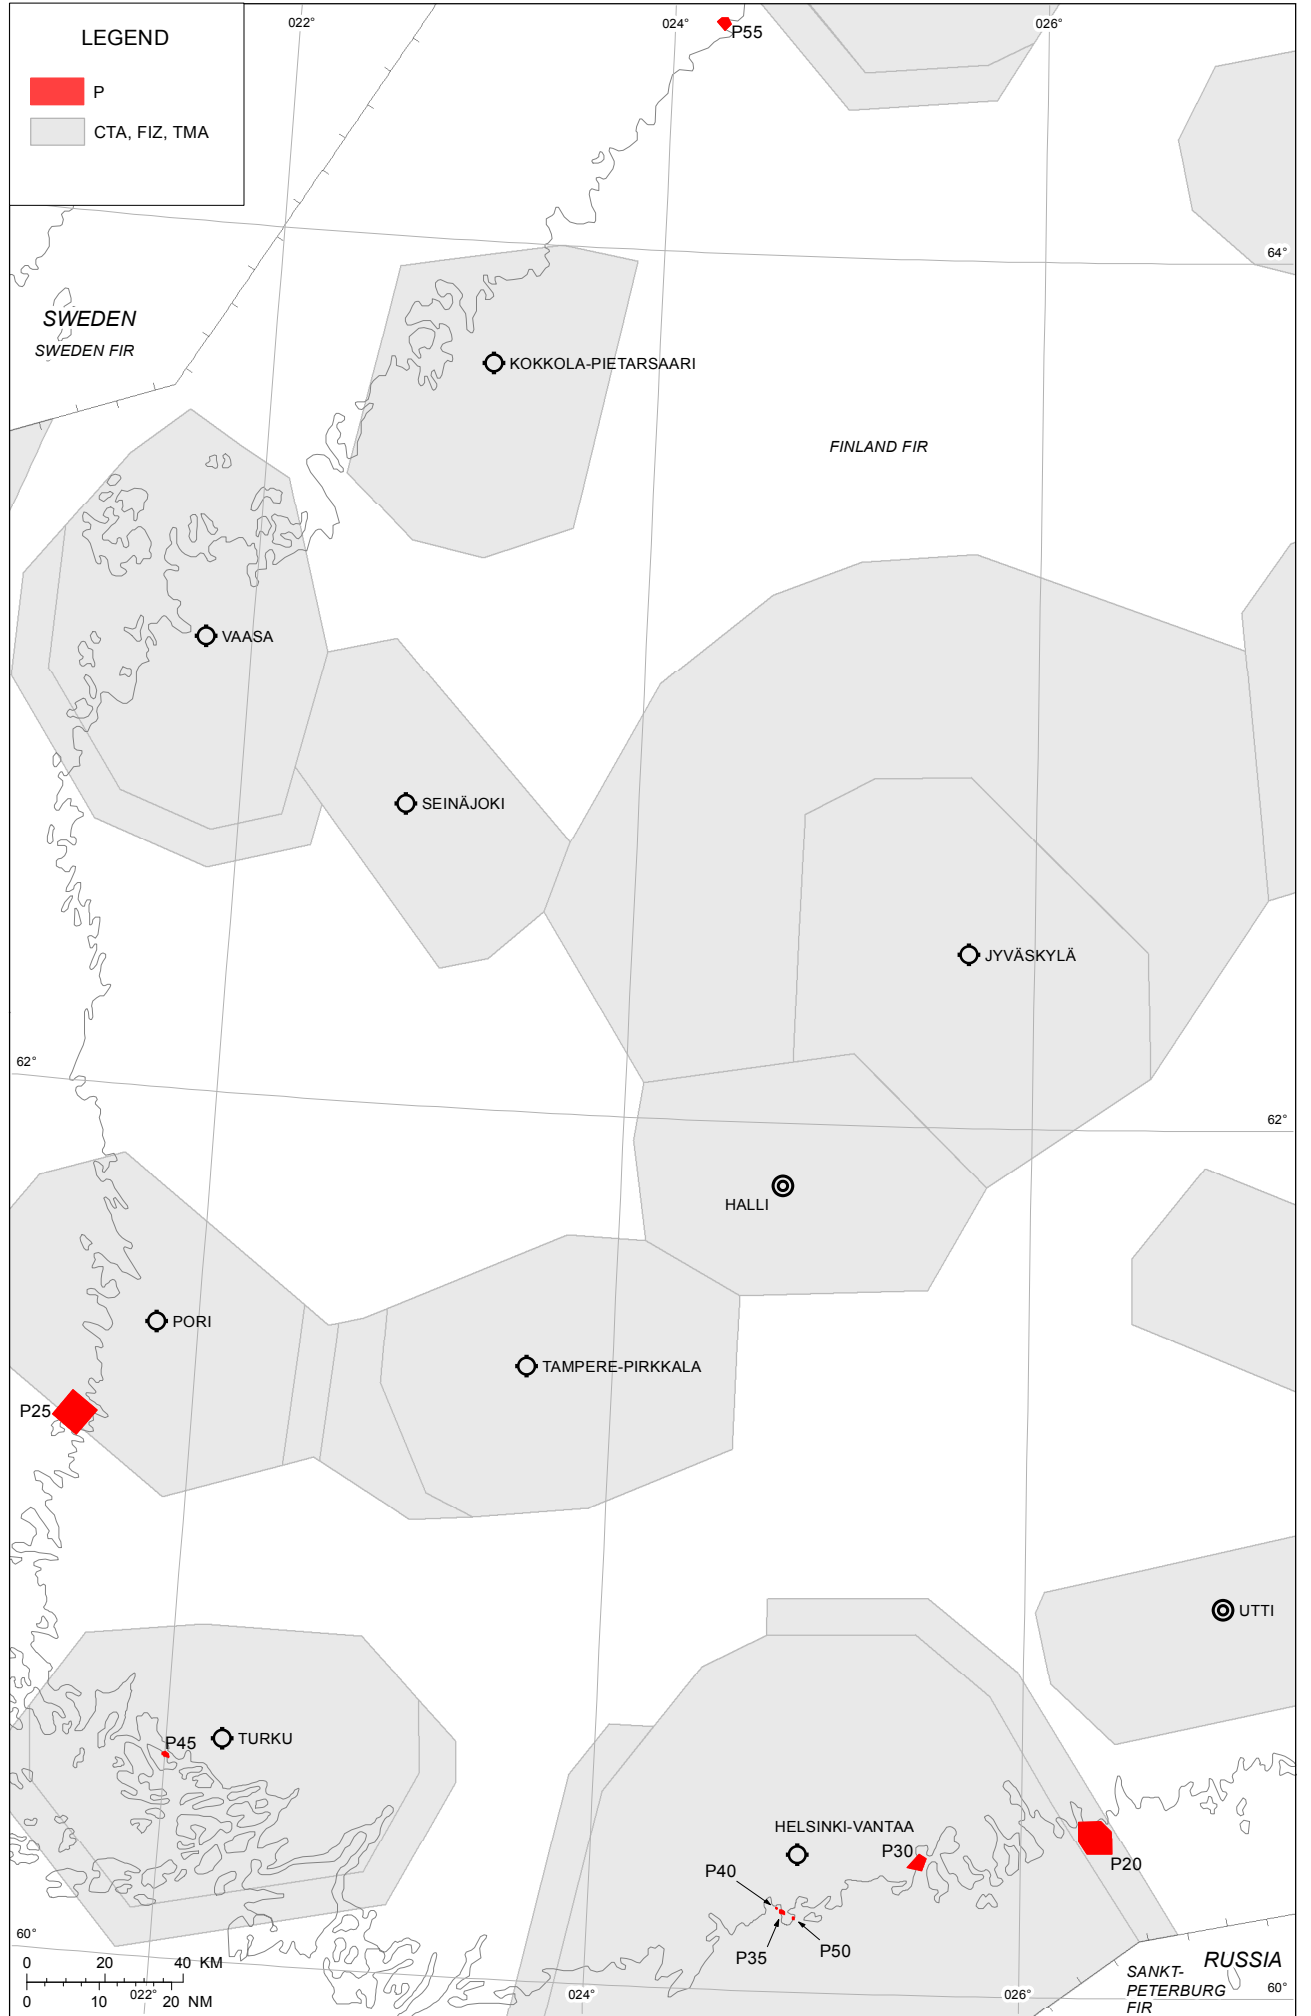 022°
024°
026°
LEGEND
P55
P
CTA, FIZ, TMA
64°
SWEDEN
SWEDEN FIR
KOKKOLA-PIETARSAARI
FINLAND FIR
VAASA
SEINÄJOKI
JYVÄSKYLÄ
62°
62°
HALLI
PORI
TAMPERE-PIRKKALA
P25
UTTI
TURKU
P45
HELSINKI-VANTAA
P30
P20
P40
P35
P50
60°
0 20 40 KM
0 10 20 NM
022°
024°
026°
RUSSIA
SANKT-
PETERBURG
FIR
60°